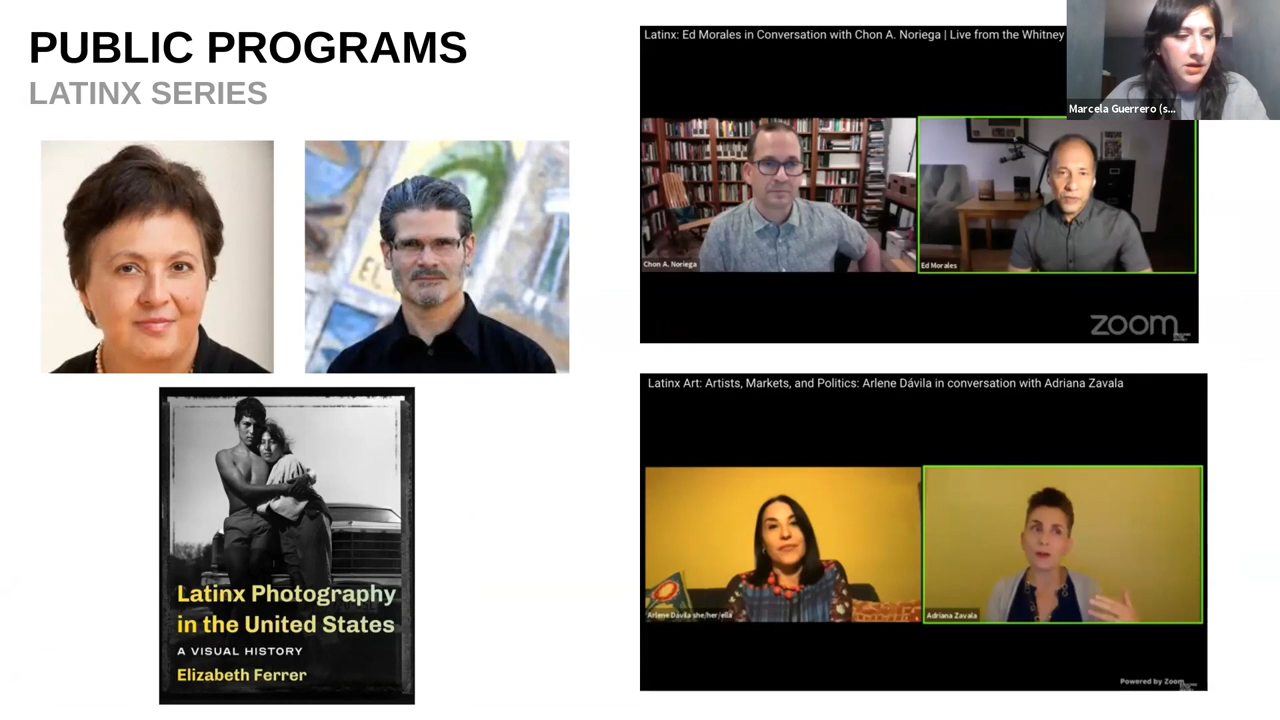 PUBLIC PROGRAMS
LATINX SERIES
Latinx Photography
in the United States
A VISUAL HISTORY
Elizabeth Ferrer
Latinx: Ed Morales in Conversation with Chon A. Noriega | Live from the Whitney
Marcela Guerrero (s...
Chon A. Noriega
Ed Morales
zoom
Latinx Art: Artists, Markets, and Politics: Arlene Dávila in conversation with Adriana Zavala
Arlene Dávila she/her/ella
Adriana Zavala
Powered by Zoom